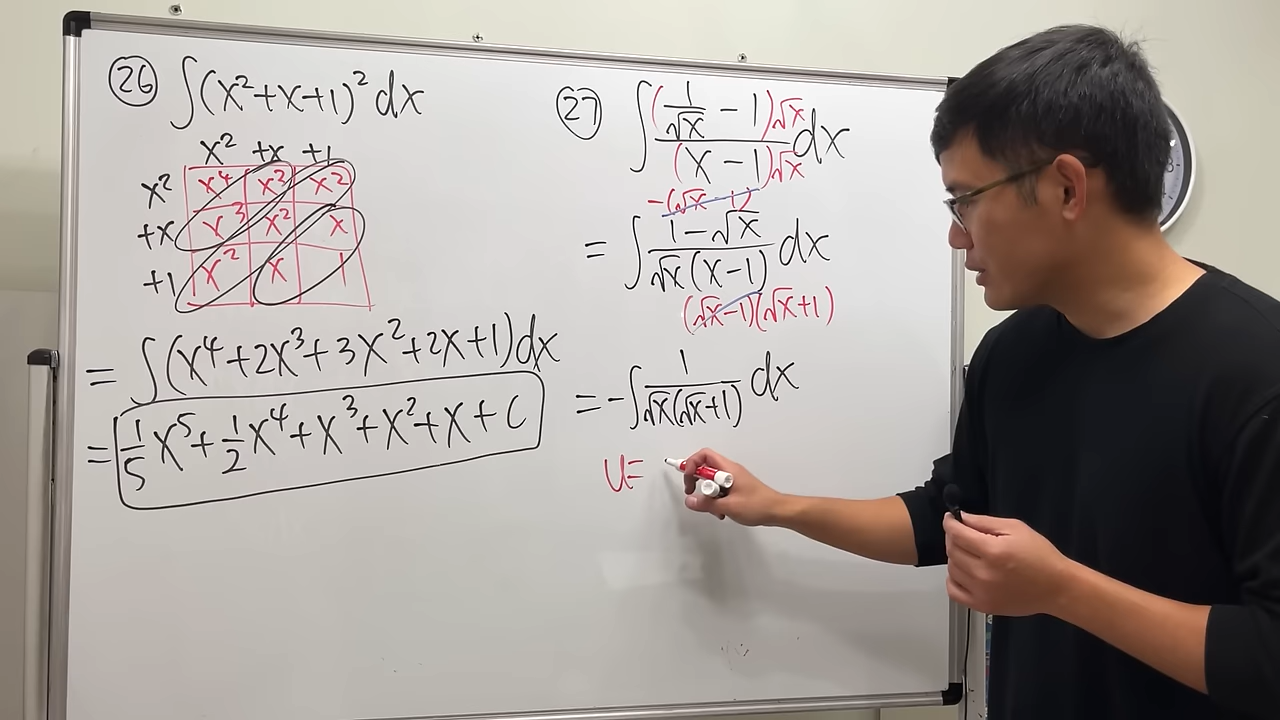 26 ∫(x²+x+1)² dx
x² +x +1
x² x⁴ x³ x²
+x x³ x² x
+1 x² x 1
= ∫(x⁴+2x³+3x²+2x+1)dx
= 1/5 x⁵ + 1/2 x⁴ + x³ + x² + x + C
27 ∫ (1/√x - 1)√x / (x - 1)√x dx
-(√x - 1)
= ∫ 1-√x / √x(x-1) dx
(√x-1)(√x+1)
= -∫ 1 / √x(√x+1) dx
u=